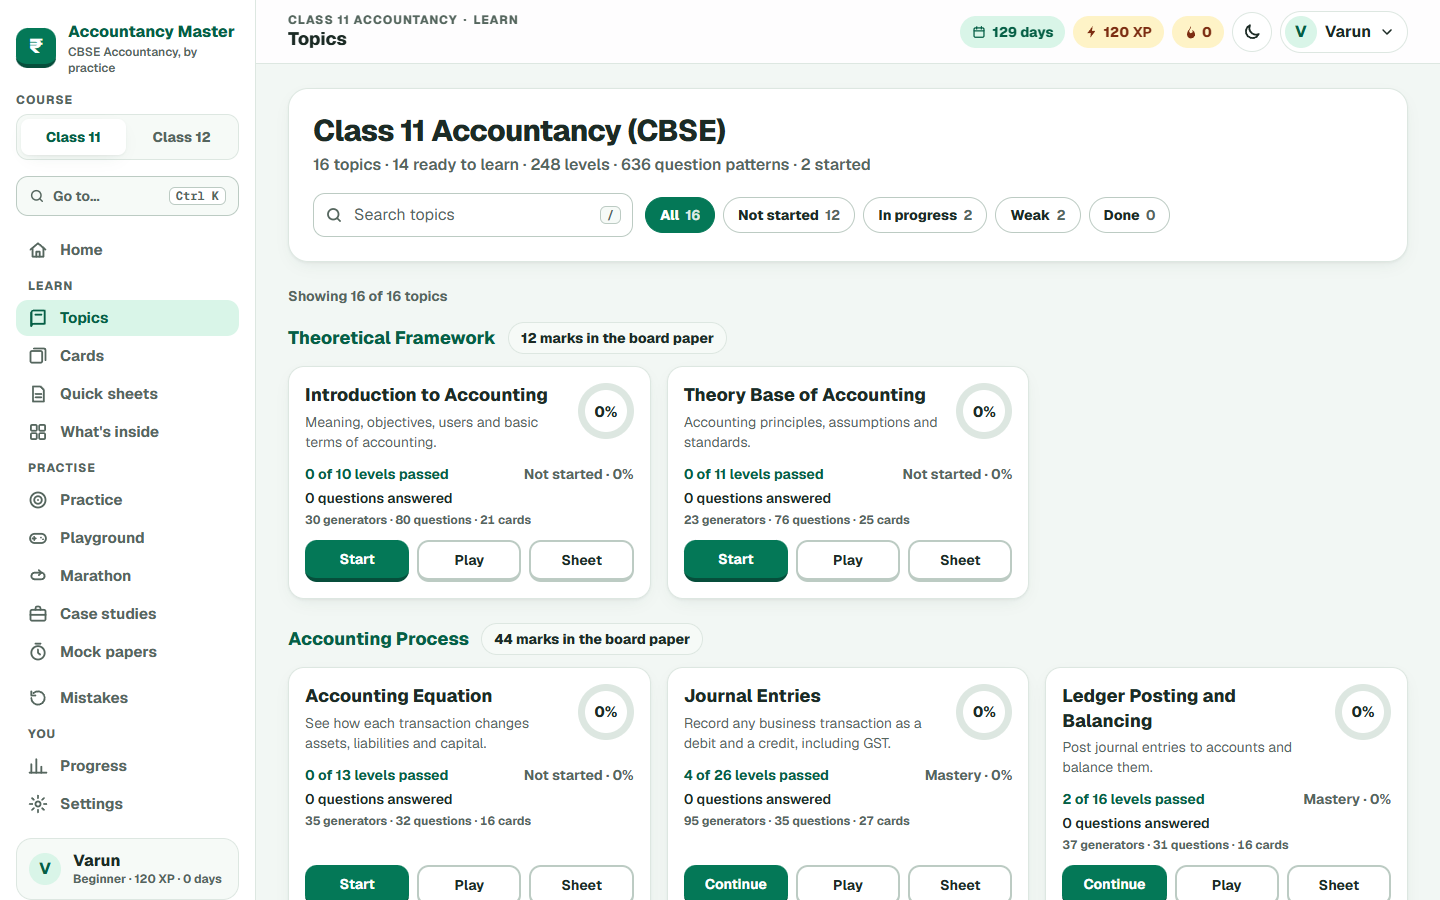 Accountancy Master
CBSE Accountancy, by
practice
COURSE
Class 11
Class 12
Go to...
Ctrl K
Home
LEARN
Topics
Cards
Quick sheets
What's inside
PRACTISE
Practice
Playground
Marathon
Case studies
Mock papers
Mistakes
YOU
Progress
Settings
V
Varun
Beginner · 120 XP · 0 days
CLASS 11 ACCOUNTANCY · LEARN
Topics
129 days
120 XP
0
V
Varun
Class 11 Accountancy (CBSE)
16 topics · 14 ready to learn · 248 levels · 636 question patterns · 2 started
Search topics
/
All 16
Not started 12
In progress 2
Weak 2
Done 0
Showing 16 of 16 topics
Theoretical Framework
12 marks in the board paper
Introduction to Accounting
0%
Meaning, objectives, users and basic
terms of accounting.
0 of 10 levels passed
Not started · 0%
0 questions answered
30 generators · 80 questions · 21 cards
Start
Play
Sheet
Theory Base of Accounting
0%
Accounting principles, assumptions and
standards.
0 of 11 levels passed
Not started · 0%
0 questions answered
23 generators · 76 questions · 25 cards
Start
Play
Sheet
Accounting Process
44 marks in the board paper
Accounting Equation
0%
See how each transaction changes
assets, liabilities and capital.
0 of 13 levels passed
Not started · 0%
0 questions answered
35 generators · 32 questions · 16 cards
Start
Play
Sheet
Journal Entries
0%
Record any business transaction as a
debit and a credit, including GST.
4 of 26 levels passed
Mastery · 0%
0 questions answered
95 generators · 35 questions · 27 cards
Continue
Play
Sheet
Ledger Posting and
Balancing
0%
Post journal entries to accounts and
balance them.
2 of 16 levels passed
Mastery · 0%
0 questions answered
37 generators · 31 questions · 16 cards
Continue
Play
Sheet